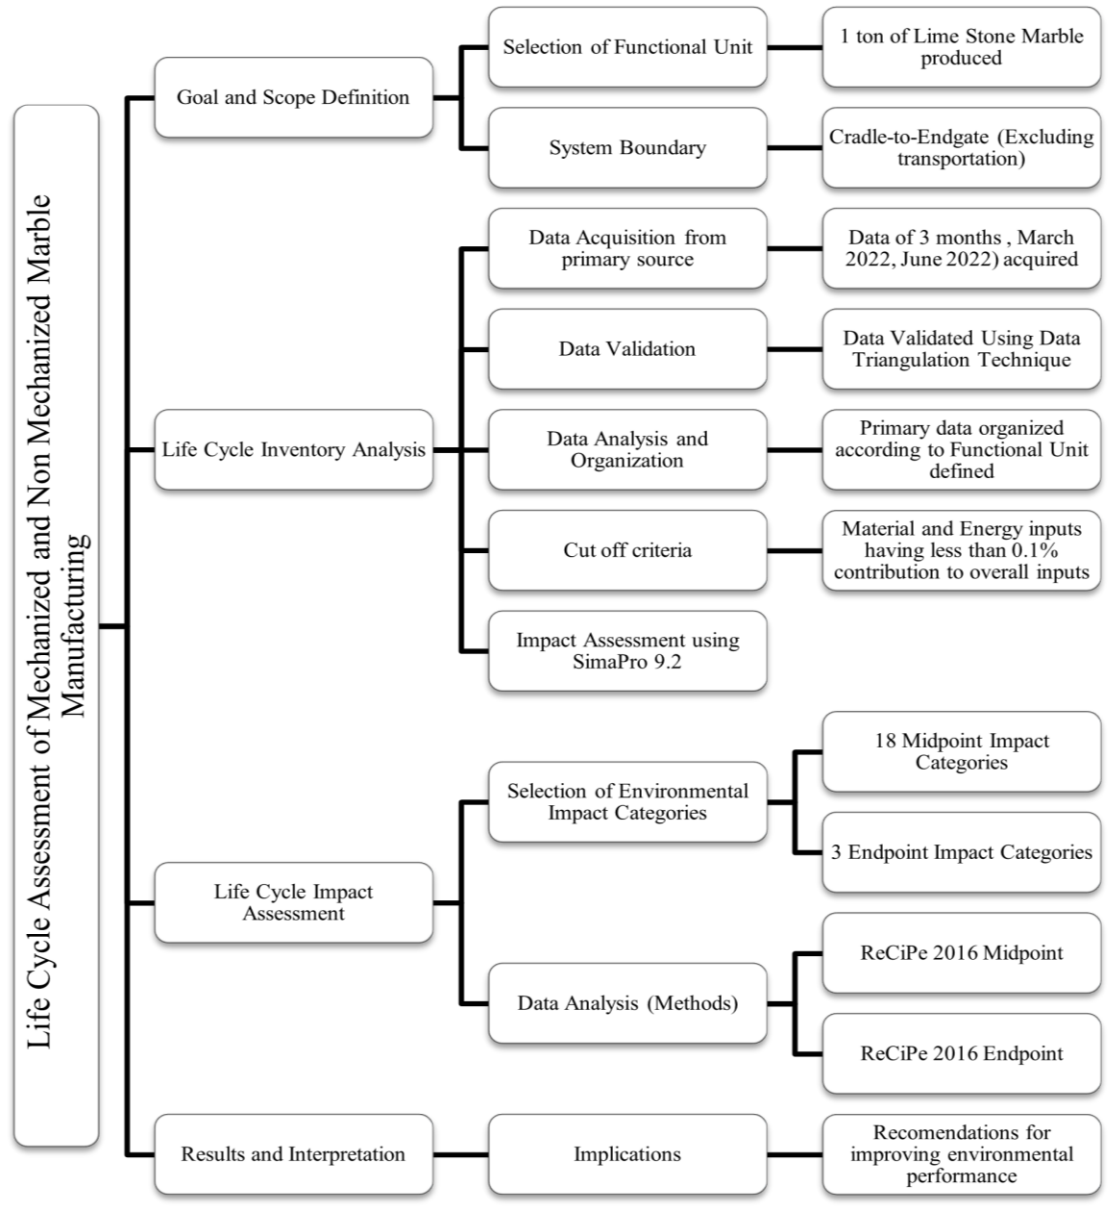 Life Cycle Assessment of Mechanized and Non Mechanized Marble
Manufacturing
Goal and Scope Definition
Selection of Functional Unit
1 ton of Lime Stone Marble
produced
System Boundary
Cradle-to-Endgate (Excluding
transportation)
Life Cycle Inventory Analysis
Data Acquisition from
primary source
Data of 3 months , March
2022, June 2022) acquired
Data Validation
Data Validated Using Data
Triangulation Technique
Data Analysis and
Organization
Primary data organized
according to Functional Unit
defined
Cut off criteria
Material and Energy inputs
having less than 0.1%
contribution to overall inputs
Impact Assessment using
SimaPro 9.2
Life Cycle Impact
Assessment
Selection of Environmental
Impact Categories
18 Midpoint Impact
Categories
3 Endpoint Impact Categories
Data Analysis (Methods)
ReCiPe 2016 Midpoint
ReCiPe 2016 Endpoint
Results and Interpretation
Implications
Recomendations for
improving environmental
performance